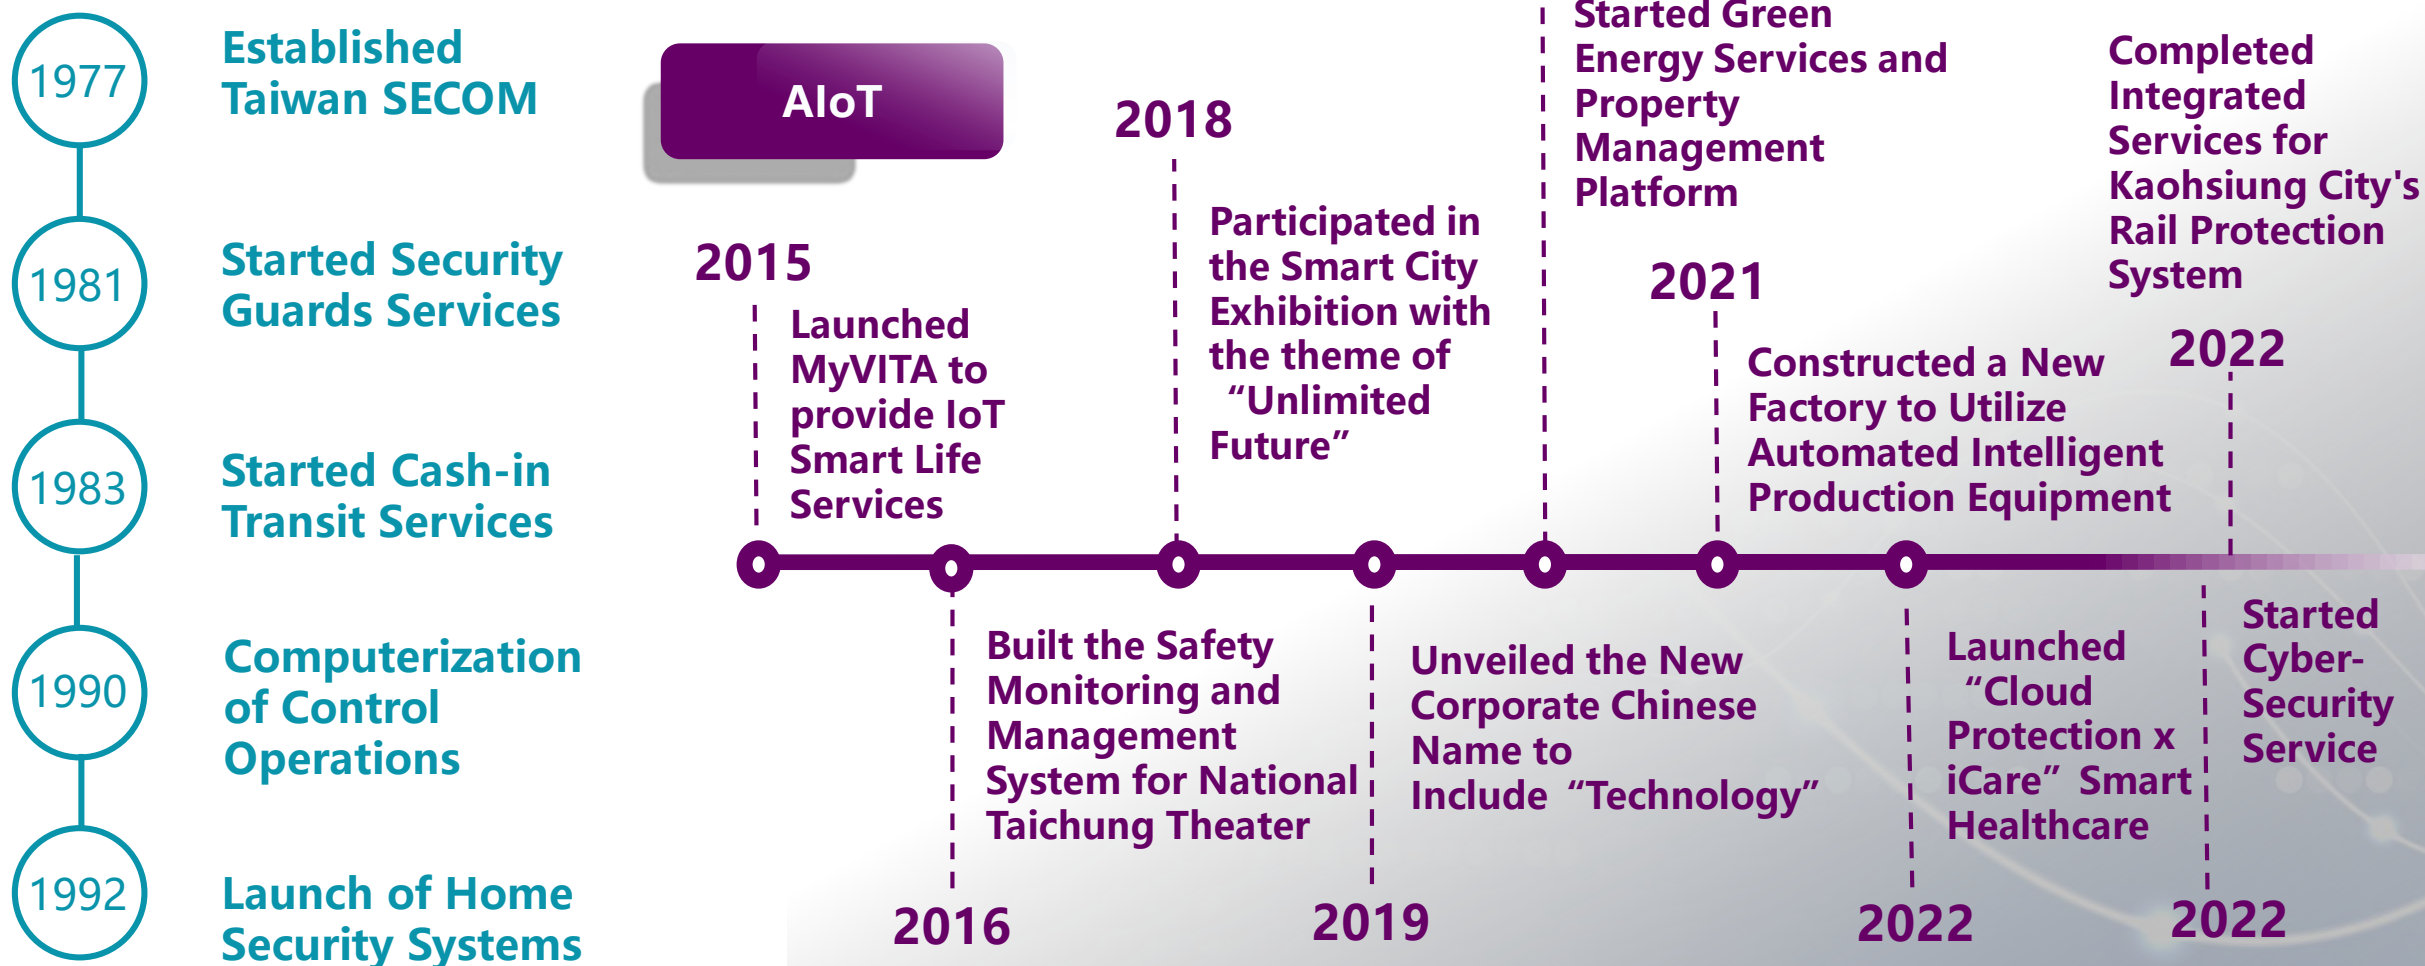 1977
Established
Taiwan SECOM
1981
Started Security
Guards Services
1983
Started Cash-in
Transit Services
1990
Computerization
of Control
Operations
1992
Launch of Home
Security Systems
AIoT
2015
Launched
MyVITA to
provide IoT
Smart Life
Services
Built the Safety
Monitoring and
Management
System for National
Taichung Theater
2016
2018
Participated in
the Smart City
Exhibition with
the theme of
“Unlimited
Future”
Unveiled the New
Corporate Chinese
Name to
Include “Technology”
2019
Started Green
Energy Services and
Property
Management
Platform
2021
Constructed a New
Factory to Utilize
Automated Intelligent
Production Equipment
Launched
“Cloud
Protection x
iCare” Smart
Healthcare
2022
Completed
Integrated
Services for
Kaohsiung City's
Rail Protection
System
2022
Started
Cyber-
Security
Service
2022